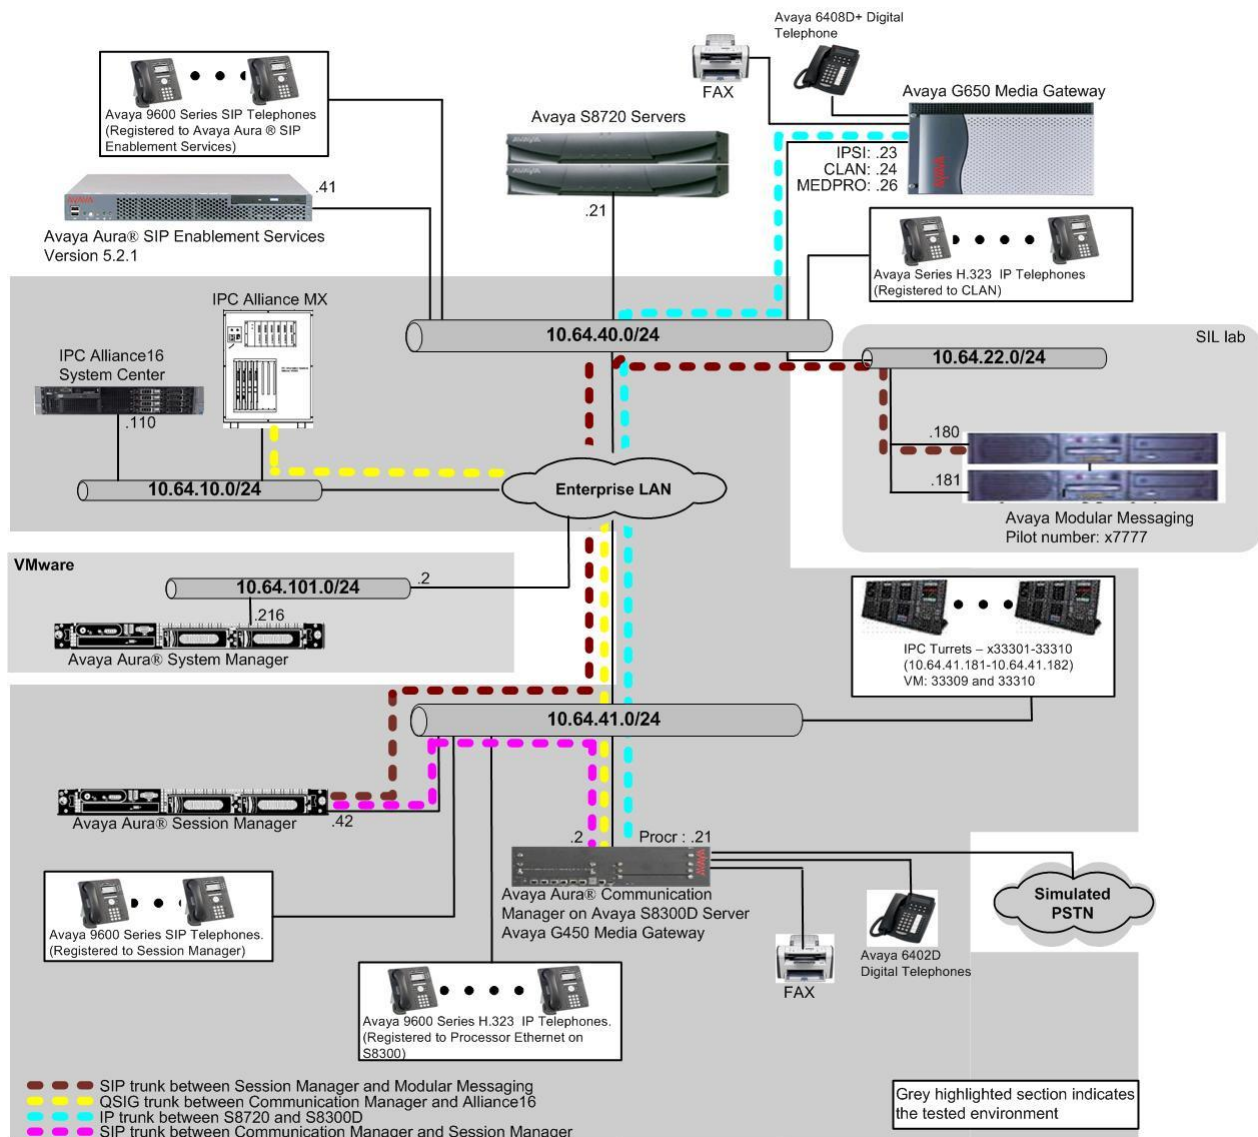 Avaya 6408D+ Digital
Telephone
FAX
Avaya G650 Media Gateway
Avaya 9600 Series SIP Telephones
(Registered to Avaya Aura ® SIP
Enablement Services)
Avaya S8720 Servers
IPSI: .23
CLAN: .24
MEDPRO: .26
.41
.21
AVAYA
Avaya Aura® SIP Enablement Services
Version 5.2.1
Avaya Series H.323 IP Telephones
(Registered to CLAN)
IPC Alliance MX
10.64.40.0/24
SIL lab
10.64.22.0/24
IPC Alliance16
System Center
.110
.180
10.64.10.0/24
Enterprise LAN
.181
Avaya Modular Messaging
Pilot number: x7777
VMware
10.64.101.0/24
.2
.216
Avaya Aura® System Manager
IPC Turrets – x33301-33310
(10.64.41.181-10.64.41.182)
VM: 33309 and 33310
10.64.41.0/24
Avaya Aura® Session Manager
.42
.2
Procr : .21
AVAYA
Avaya Aura® Communication
Manager on Avaya S8300D Server
Avaya G450 Media Gateway
Simulated
PSTN
Avaya 9600 Series SIP Telephones.
(Registered to Session Manager)
Avaya 6402D
Digital Telephones
FAX
Avaya 9600 Series H.323 IP Telephones.
(Registered to Processor Ethernet on
S8300)
SIP trunk between Session Manager and Modular Messaging
QSIG trunk between Communication Manager and Alliance16
IP trunk between S8720 and S8300D
SIP trunk between Communication Manager and Session Manager
Grey highlighted section indicates
the tested environment